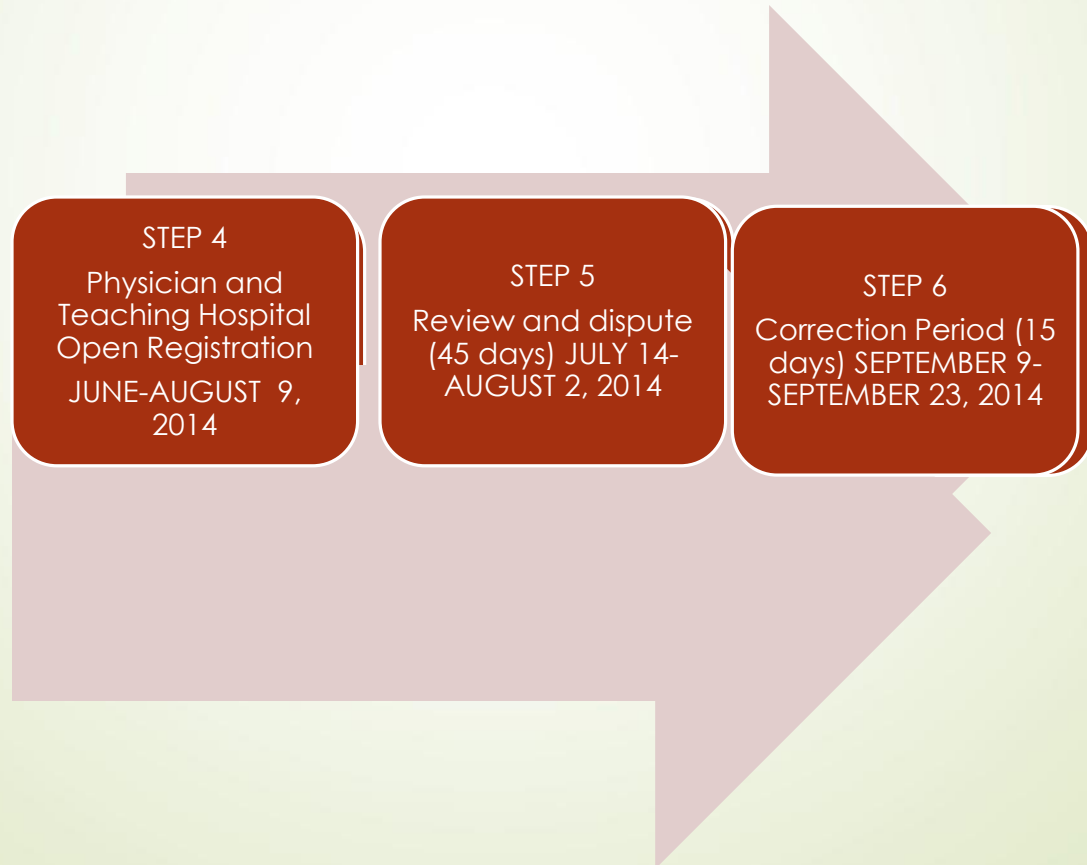 STEP 4
Physician and
Teaching Hospital
Open Registration
JUNE-AUGUST  9,
2014
STEP 5
Review and dispute
(45 days) JULY 14-
AUGUST 2, 2014
STEP 6
Correction Period (15
days) SEPTEMBER 9-
SEPTEMBER 23, 2014